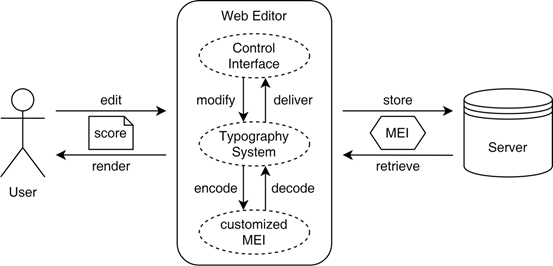 Web Editor
Control
Interface
edit
modify
deliver
store
score
Typography
System
MEI
Server
render
retrieve
User
encode
decode
customized
MEI